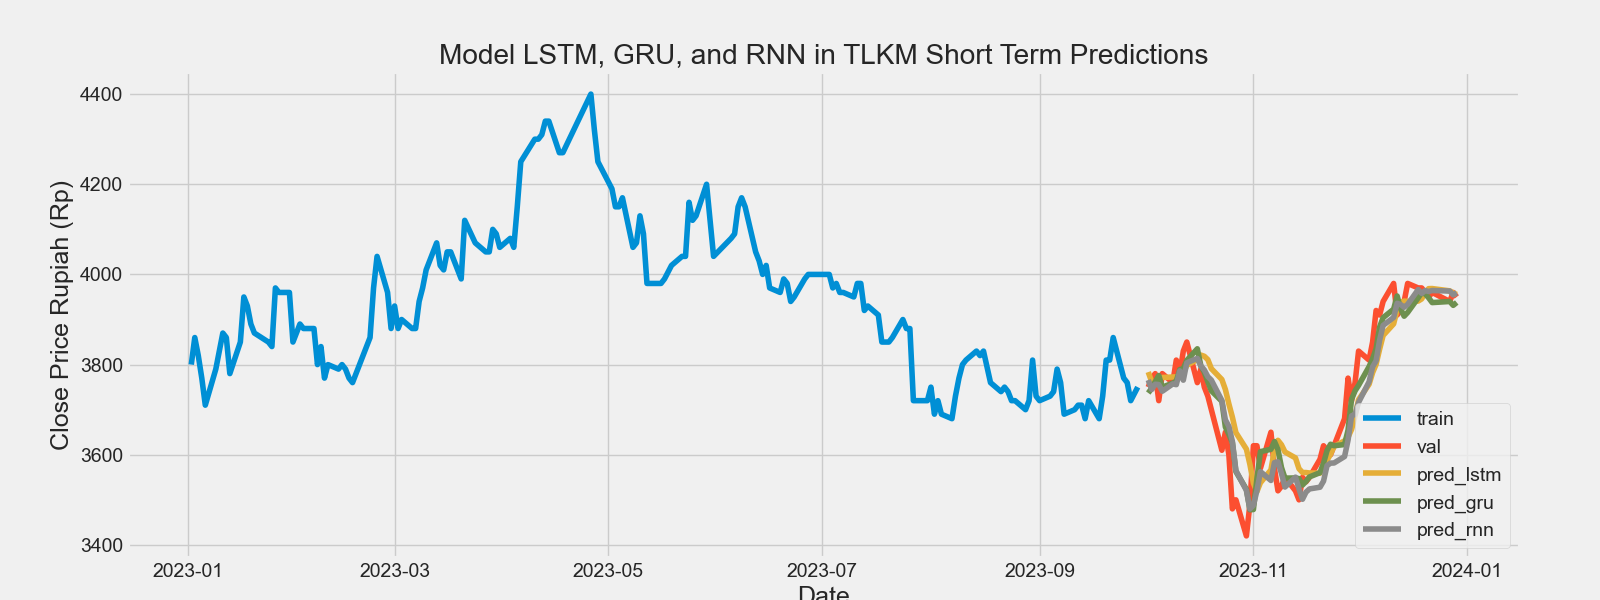 Model LSTM, GRU, and RNN in TLKM Short Term Predictions
Close Price Rupiah (Rp)
4400
4200
4000
3800
3600
3400
train
val
pred_lstm
pred_gru
pred_rnn
2023-01 2023-03 2023-05 2023-07 2023-09 2023-11 2024-01
Date